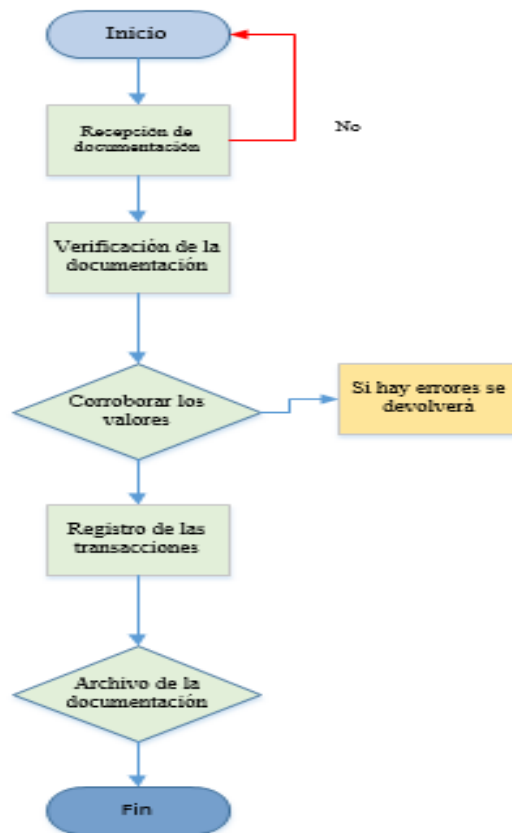 Inicio
Recepción de
documentación
No
Verificación de la
documentación
Corroborar los
valores
Si hay errores se
devolverá
Registro de las
transacciones
Archivo de la
documentación
Fin